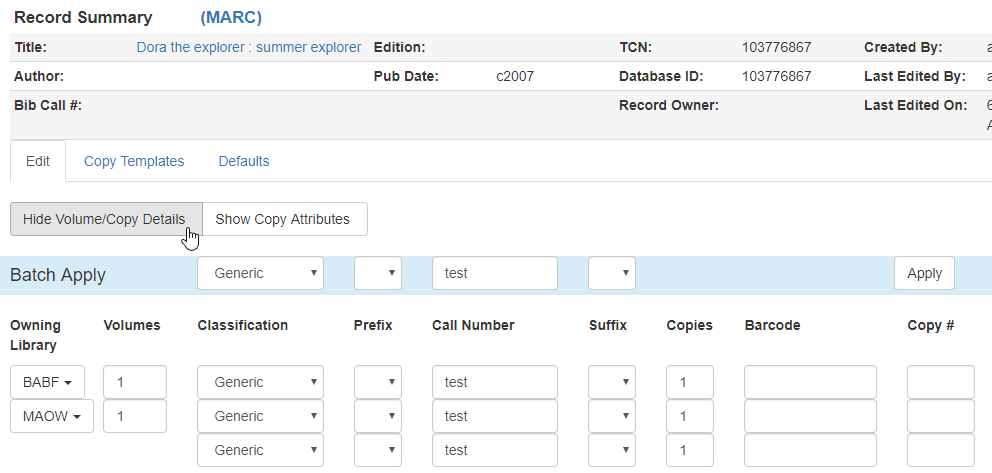 Record Summary (MARC)
Title: Dora the explorer : summer explorer Edition: TCN: 103776867 Created By:
Author: Pub Date: c2007 Database ID: 103776867 Last Edited By:
Bib Call #: Record Owner: Last Edited On: 6
Edit Copy Templates Defaults
Hide Volume/Copy Details Show Copy Attributes
Batch Apply Generic test Apply
Owning Library Volumes Classification Prefix Call Number Suffix Copies Barcode Copy #
BABF 1 Generic test 1
MAOW 1 Generic test 1
Generic test 1